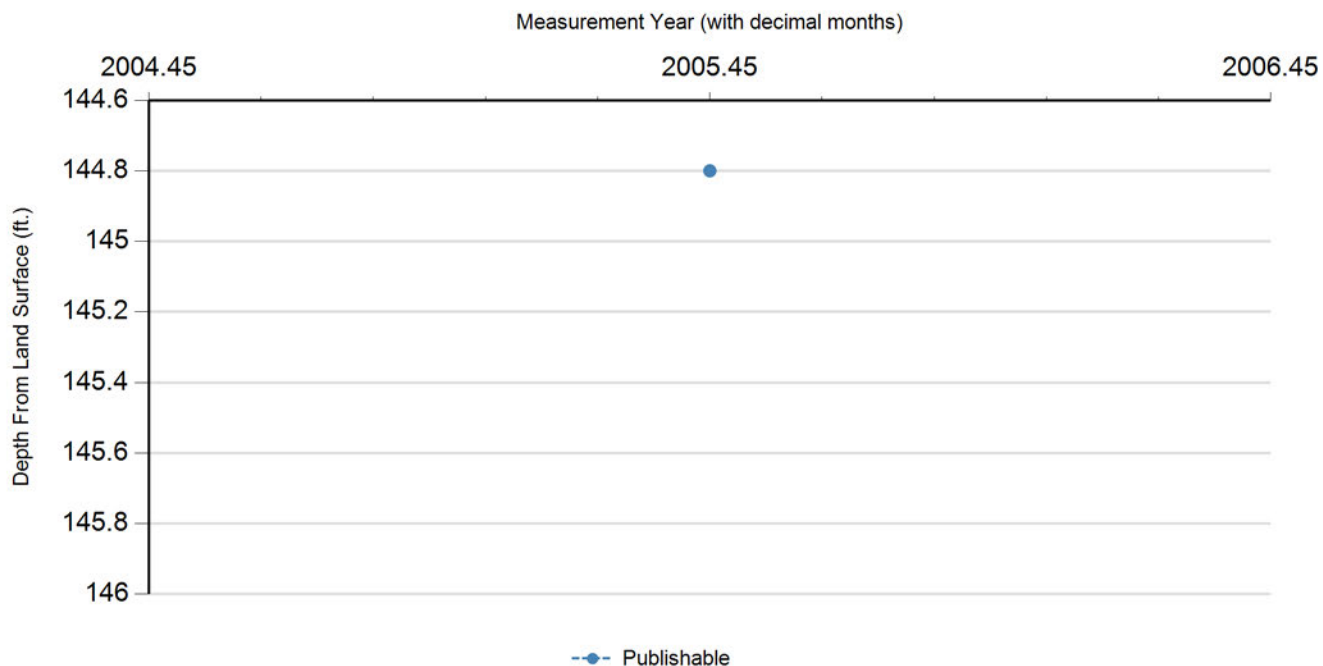 Measurement Year (with decimal months)
2004.45 2005.45 2006.45
144.6
144.8
145
145.2
145.4
145.6
145.8
146
Depth From Land Surface (ft.)
Publishable